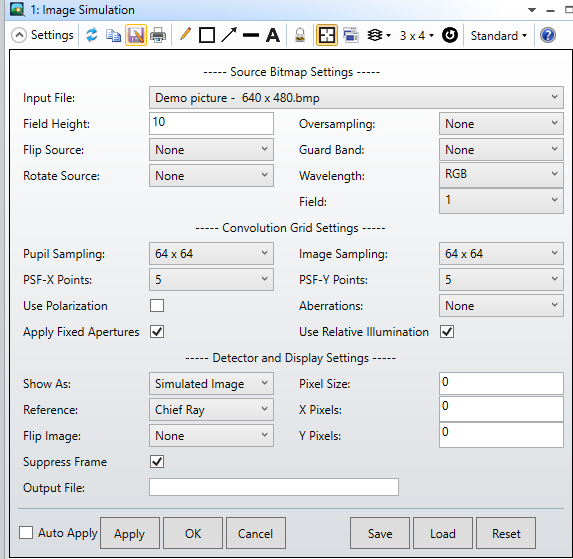 1: Image Simulation
Settings A 3 x 4 Standard ?
----- Source Bitmap Settings -----
Input File: Demo picture -  640 x 480.bmp
Field Height: 10 Oversampling: None
Flip Source: None Guard Band: None
Rotate Source: None Wavelength: RGB
Field: 1
----- Convolution Grid Settings -----
Pupil Sampling: 64 x 64 Image Sampling: 64 x 64
PSF-X Points: 5 PSF-Y Points: 5
Use Polarization Aberrations: None
Apply Fixed Apertures Use Relative Illumination
----- Detector and Display Settings -----
Show As: Simulated Image Pixel Size: 0
Reference: Chief Ray X Pixels: 0
Flip Image: None Y Pixels: 0
Suppress Frame
Output File:
Auto Apply Apply OK Cancel Save Load Reset